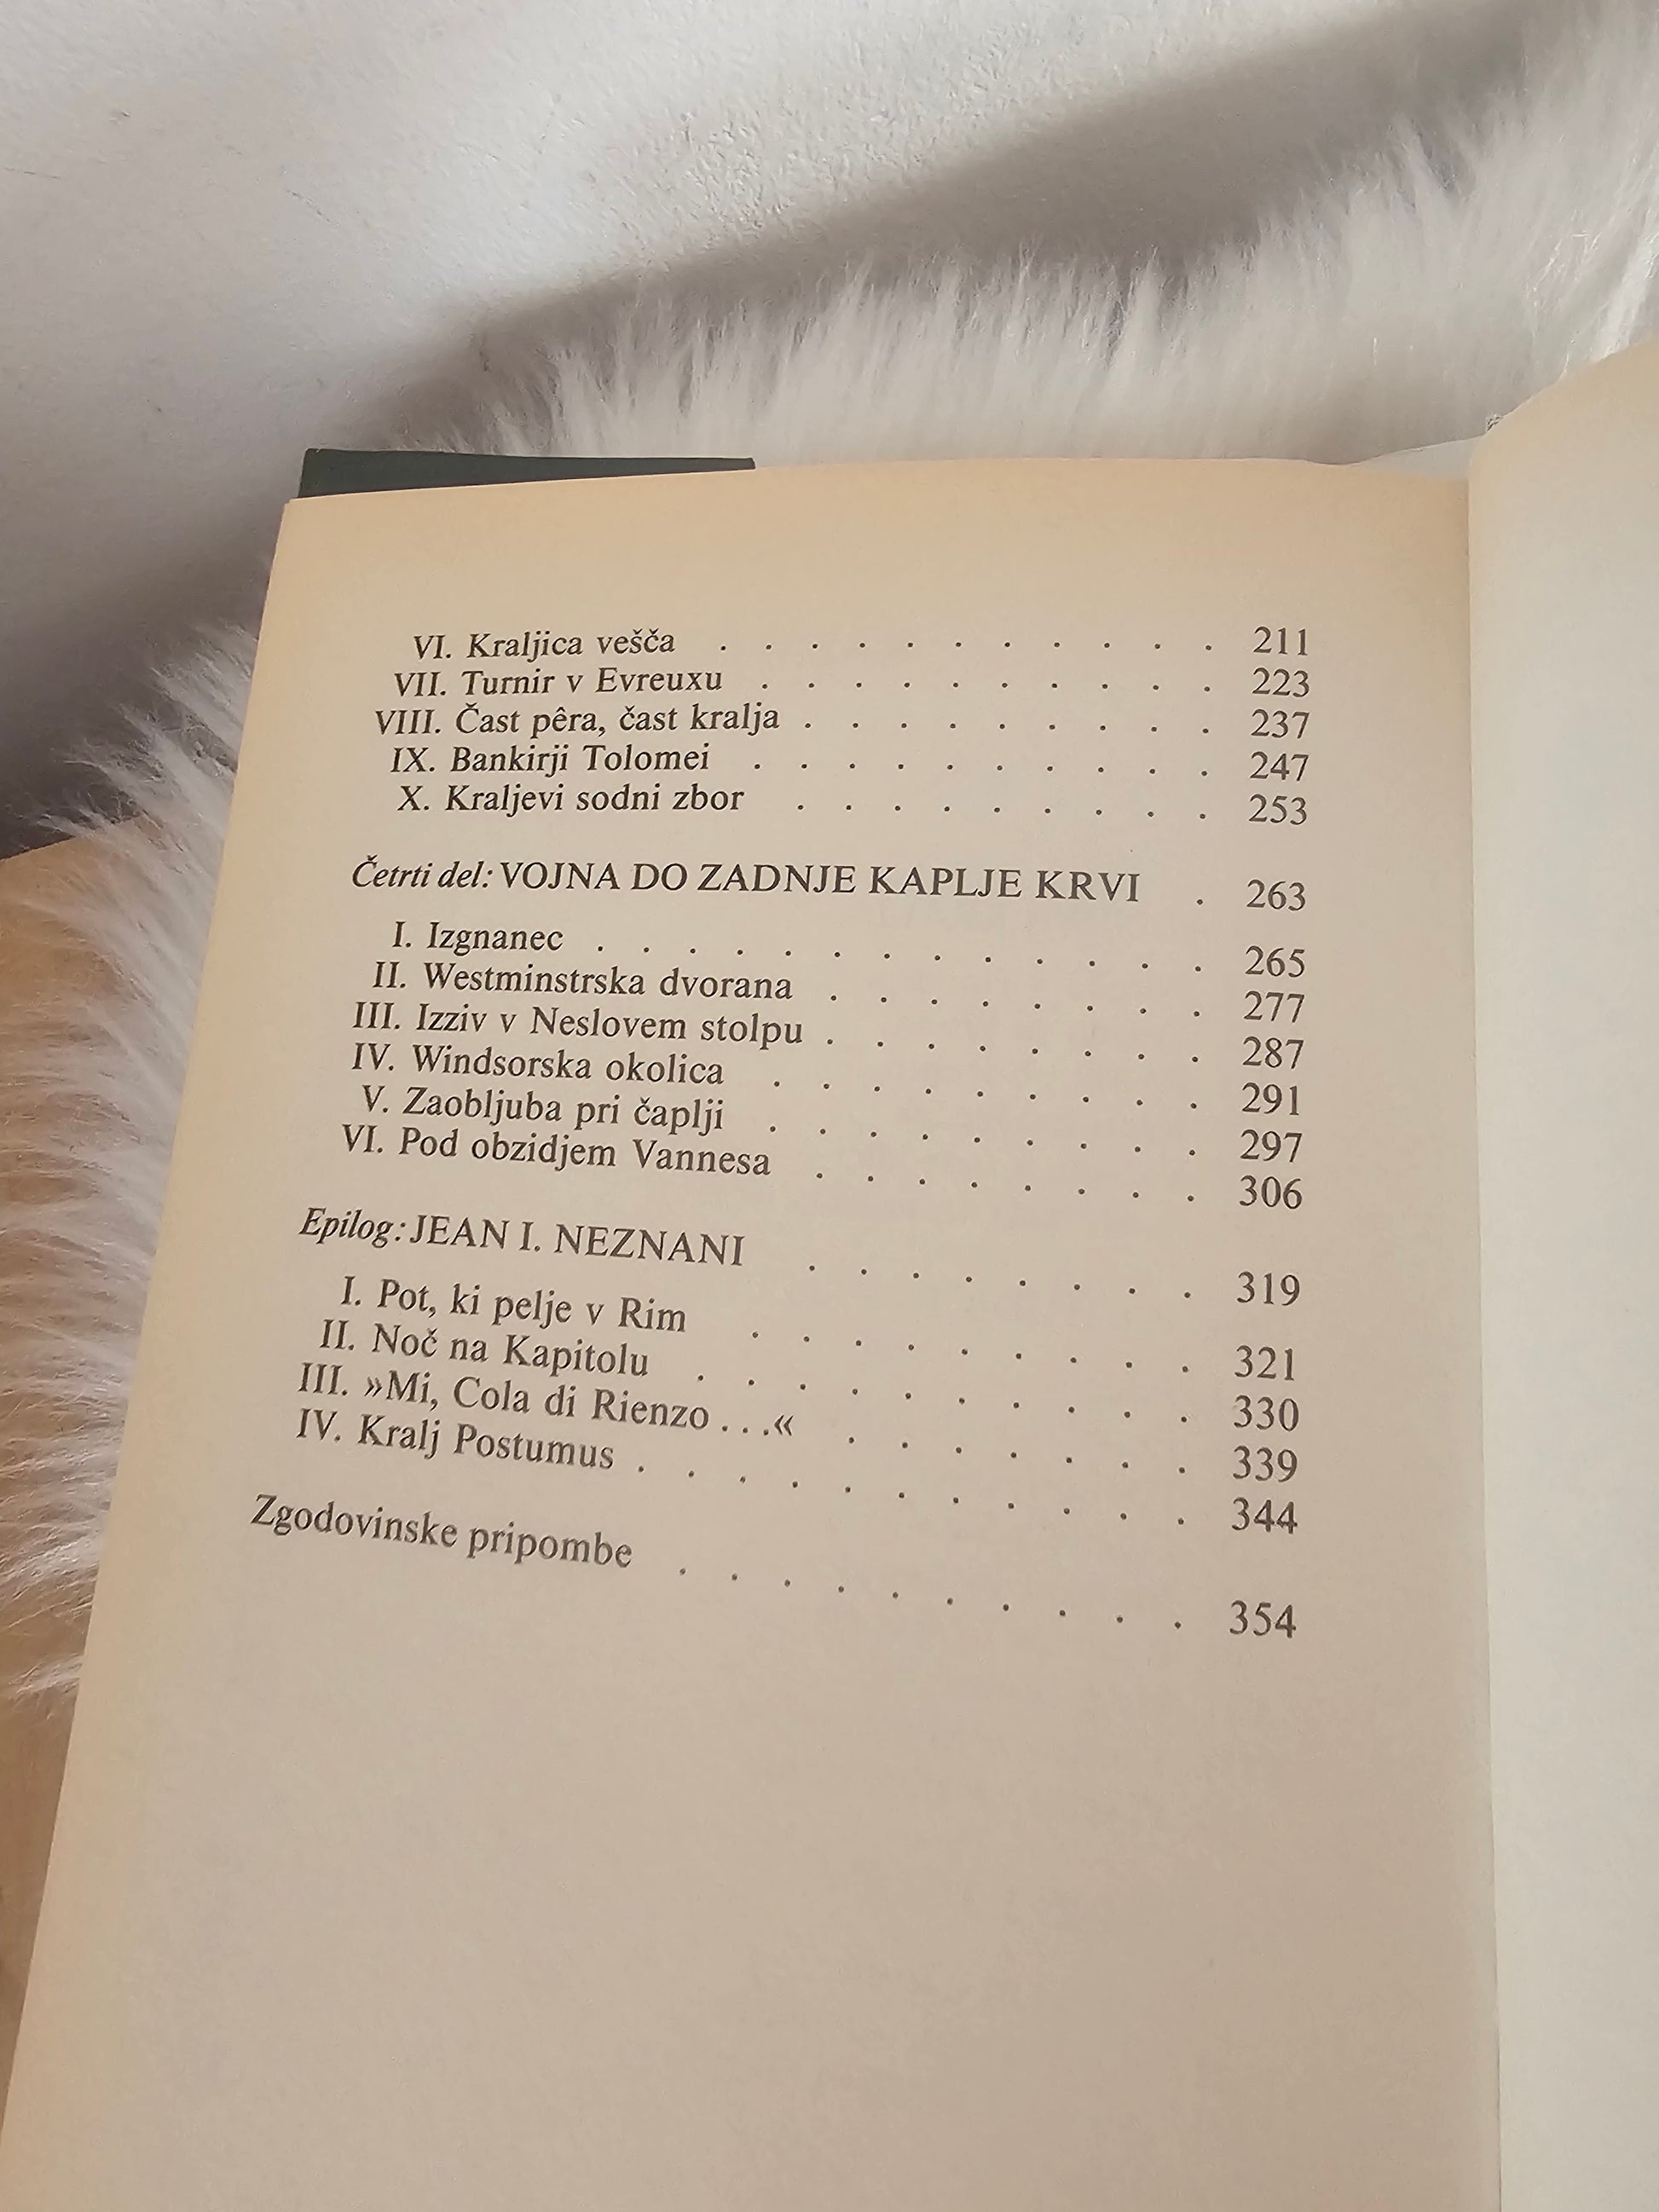 VI. Kraljica vešča . . . . . . . . . . . 211
VII. Turnir v Evreuxu . . . . . . . . . . 223
VIII. Čast pêra, čast kralja . . . . . . . . . 237
IX. Bankirji Tolomei . . . . . . . . . . 247
X. Kraljevi sodni zbor . . . . . . . . . 253
Četrti del: VOJNA DO ZADNJE KAPLJE KRVI . 263
I. Izgnanec . . . . . . . . . . . . . 265
II. Westminstrska dvorana . . . . . . . . 277
III. Izziv v Neslovem stolpu . . . . . . . . 287
IV. Windsorska okolica . . . . . . . . . 291
V. Zaobljuba pri čaplji . . . . . . . . . 297
VI. Pod obzidjem Vannesa . . . . . . . . 306
Epilog: JEAN I. NEZNANI . . . . . . . . 319
I. Pot, ki pelje v Rim . . . . . . . . . 321
II. Noč na Kapitolu . . . . . . . . . . 330
III. »Mi, Cola di Rienzo . . .« . . . . . . . 339
IV. Kralj Postumus . . . . . . . . . . . 344
Zgodovinske pripombe . . . . . . . . . . 354